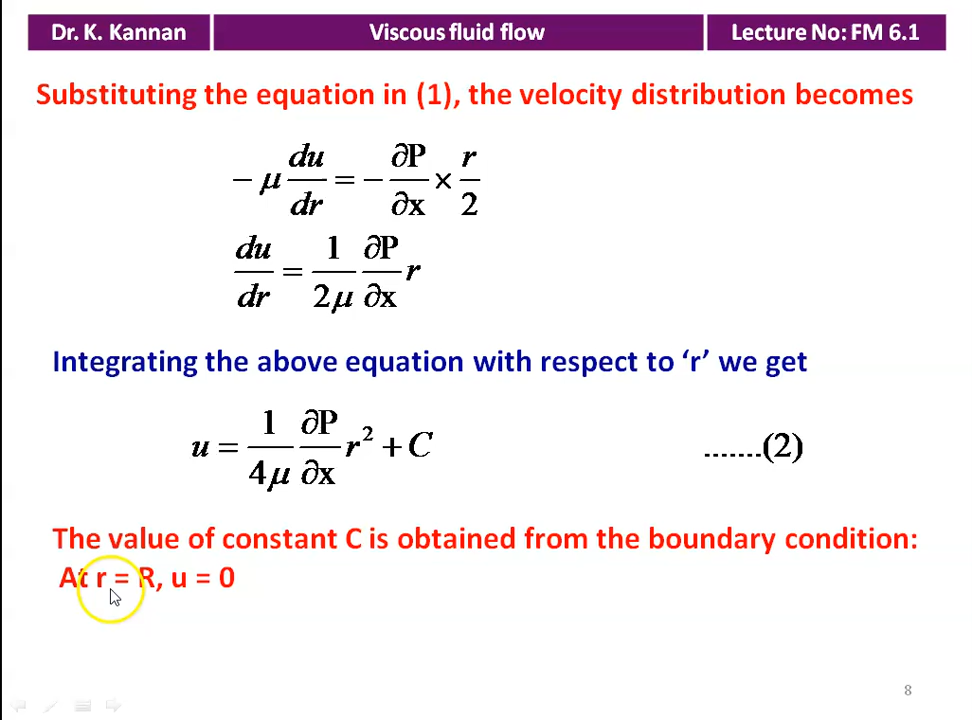 Dr. K. Kannan
Viscous fluid flow
Lecture No: FM 6.1
Substituting the equation in (1), the velocity distribution becomes
− μ du/dr = − ∂P/∂x × r/2
du/dr = 1/2μ ∂P/∂x r
Integrating the above equation with respect to ‘r’ we get
u = 1/4μ ∂P/∂x r² + C .......(2)
The value of constant C is obtained from the boundary condition:
At r = R, u = 0
8